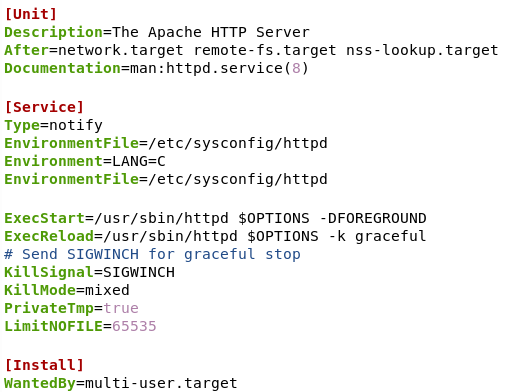 [Unit]
Description=The Apache HTTP Server
After=network.target remote-fs.target nss-lookup.target
Documentation=man:httpd.service(8)

[Service]
Type=notify
EnvironmentFile=/etc/sysconfig/httpd
Environment=LANG=C
EnvironmentFile=/etc/sysconfig/httpd

ExecStart=/usr/sbin/httpd $OPTIONS -DFOREGROUND
ExecReload=/usr/sbin/httpd $OPTIONS -k graceful
# Send SIGWINCH for graceful stop
KillSignal=SIGWINCH
KillMode=mixed
PrivateTmp=true
LimitNOFILE=65535

[Install]
WantedBy=multi-user.target